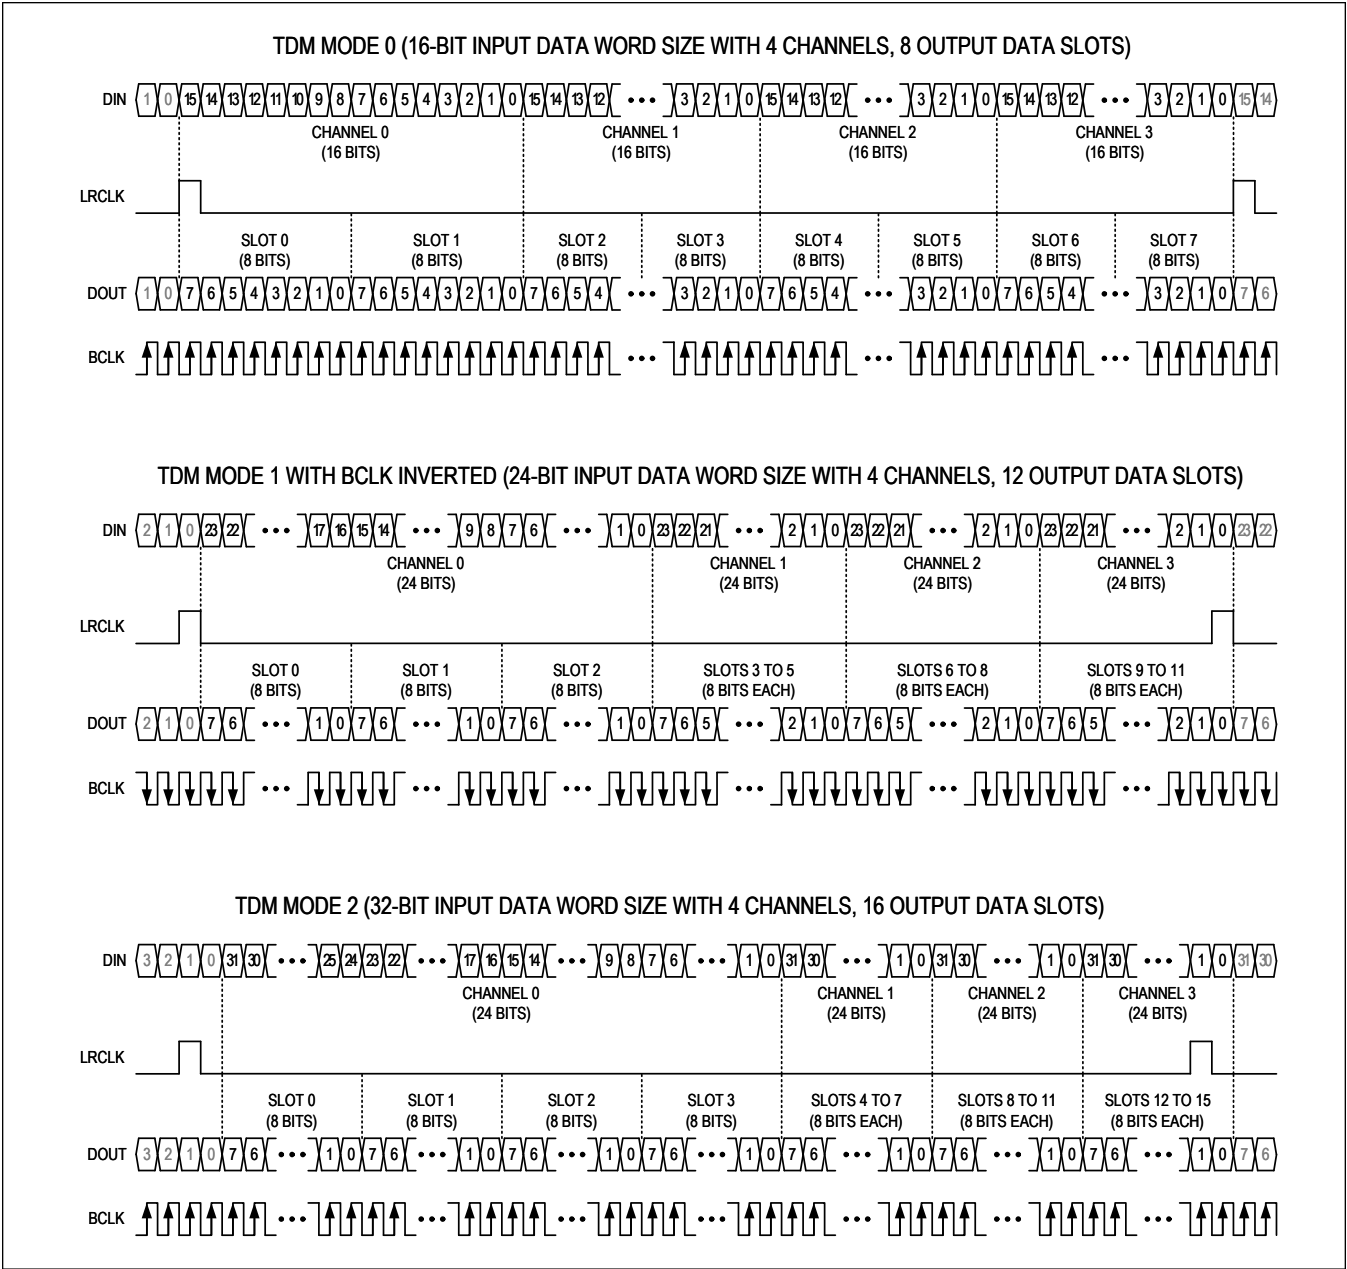 TDM MODE 0 (16-BIT INPUT DATA WORD SIZE WITH 4 CHANNELS, 8 OUTPUT DATA SLOTS)
DIN 1 0 15 14 13 12 11 10 9 8 7 6 5 4 3 2 1 0 15 14 13 12 ••• 3 2 1 0 15 14 13 12 ••• 3 2 1 0 15 14 13 12 ••• 3 2 1 0 15 14
CHANNEL 0 CHANNEL 1 CHANNEL 2 CHANNEL 3
(16 BITS) (16 BITS) (16 BITS) (16 BITS)
LRCLK
SLOT 0 SLOT 1 SLOT 2 SLOT 3 SLOT 4 SLOT 5 SLOT 6 SLOT 7
(8 BITS) (8 BITS) (8 BITS) (8 BITS) (8 BITS) (8 BITS) (8 BITS) (8 BITS)
DOUT 1 0 7 6 5 4 3 2 1 0 7 6 5 4 3 2 1 0 7 6 5 4 ••• 3 2 1 0 7 6 5 4 ••• 3 2 1 0 7 6 5 4 ••• 3 2 1 0 7 6
BCLK ••• ••• •••
TDM MODE 1 WITH BCLK INVERTED (24-BIT INPUT DATA WORD SIZE WITH 4 CHANNELS, 12 OUTPUT DATA SLOTS)
DIN 2 1 0 23 22 ••• 17 16 15 14 ••• 9 8 7 6 ••• 1 0 23 22 21 ••• 2 1 0 23 22 21 ••• 2 1 0 23 22 21 ••• 2 1 0 23 22
CHANNEL 0 CHANNEL 1 CHANNEL 2 CHANNEL 3
(24 BITS) (24 BITS) (24 BITS) (24 BITS)
LRCLK
SLOT 0 SLOT 1 SLOT 2 SLOTS 3 TO 5 SLOTS 6 TO 8 SLOTS 9 TO 11
(8 BITS) (8 BITS) (8 BITS) (8 BITS EACH) (8 BITS EACH) (8 BITS EACH)
DOUT 2 1 0 7 6 ••• 1 0 7 6 ••• 1 0 7 6 ••• 1 0 7 6 5 ••• 2 1 0 7 6 5 ••• 2 1 0 7 6 5 ••• 2 1 0 7 6
BCLK ••• ••• ••• ••• ••• •••
TDM MODE 2 (32-BIT INPUT DATA WORD SIZE WITH 4 CHANNELS, 16 OUTPUT DATA SLOTS)
DIN 3 2 1 0 31 30 ••• 25 24 23 22 ••• 17 16 15 14 ••• 9 8 7 6 ••• 1 0 31 30 ••• 1 0 31 30 ••• 1 0 31 30 ••• 1 0 31 30
CHANNEL 0 CHANNEL 1 CHANNEL 2 CHANNEL 3
(24 BITS) (24 BITS) (24 BITS) (24 BITS)
LRCLK
SLOT 0 SLOT 1 SLOT 2 SLOT 3 SLOTS 4 TO 7 SLOTS 8 TO 11 SLOTS 12 TO 15
(8 BITS) (8 BITS) (8 BITS) (8 BITS) (8 BITS EACH) (8 BITS EACH) (8 BITS EACH)
DOUT 3 2 1 0 7 6 ••• 1 0 7 6 ••• 1 0 7 6 ••• 1 0 7 6 ••• 1 0 7 6 ••• 1 0 7 6 ••• 1 0 7 6 ••• 1 0 7 6
BCLK ••• ••• ••• ••• ••• ••• •••